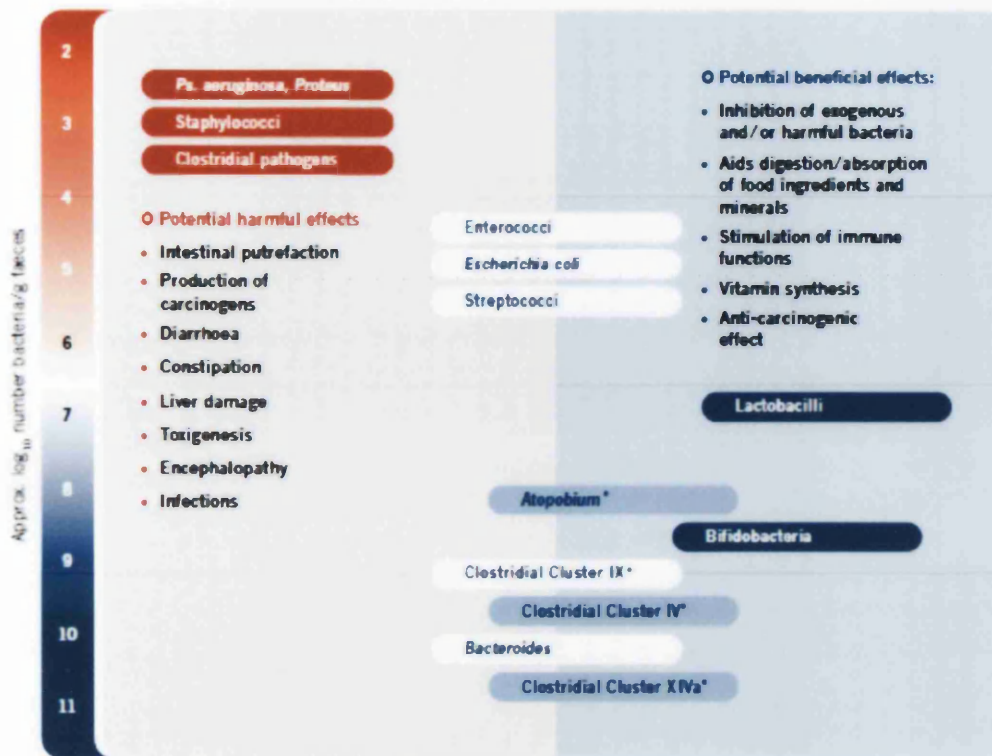 Approx. log10 number bacteria/g faeces
2
3
4
5
6
7
8
9
10
11
Ps. aeruginosa, Proteus
Staphylococci
Clostridial pathogens
O Potential harmful effects
• Intestinal putrefaction
• Production of
carcinogens
• Diarrhoea
• Constipation
• Liver damage
• Toxigenesis
• Encephalopathy
• Infections
Enterococci
Escherichia coli
Streptococci
O Potential beneficial effects:
• Inhibition of exogenous
and/or harmful bacteria
• Aids digestion/absorption
of food ingredients and
minerals
• Stimulation of immune
functions
• Vitamin synthesis
• Anti-carcinogenic
effect
Lactobacilli
Atopobium*
Bifidobacteria
Clostridial Cluster IX*
Clostridial Cluster IV*
Bacteroides
Clostridial Cluster XIVa*